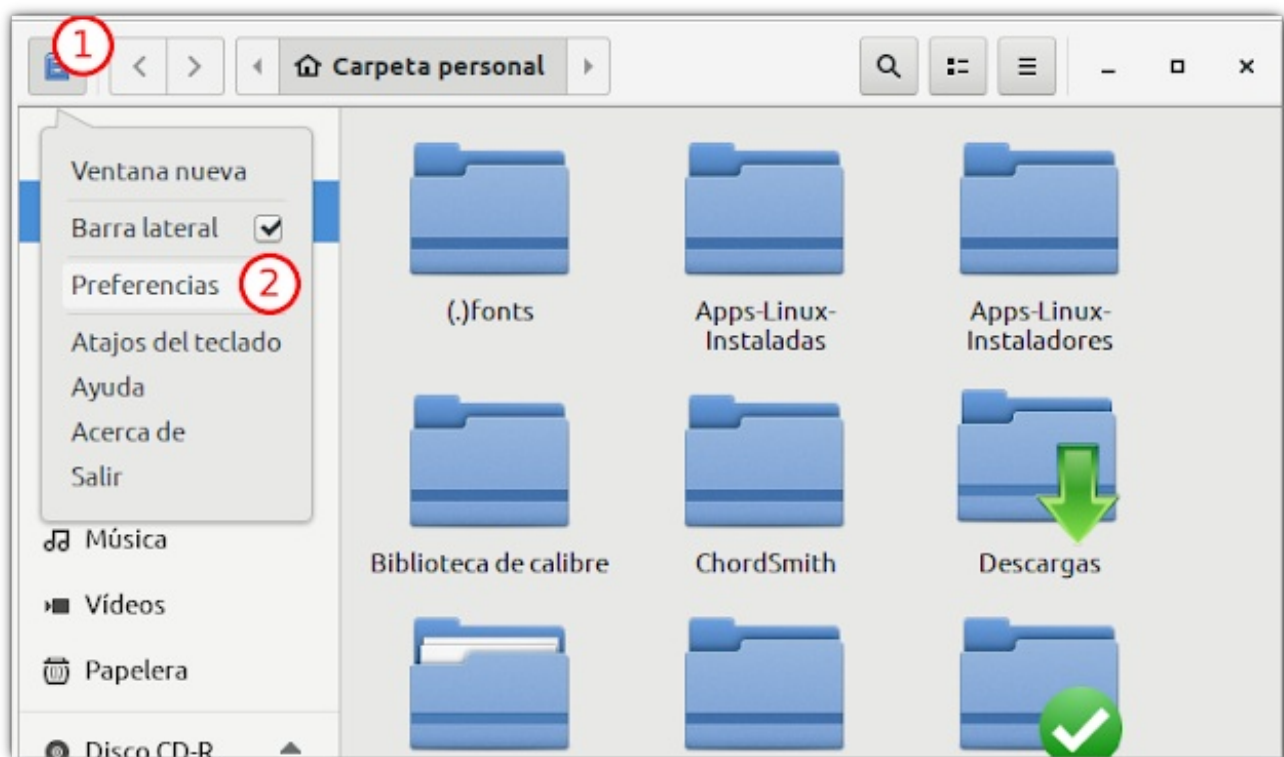 1
Carpeta personal
Ventana nueva
Barra lateral
Preferencias 2
Atajos del teclado
Ayuda
Acerca de
Salir
Música
Vídeos
Papelera
Disco CD-R
(.)fonts
Apps-Linux-
Instaladas
Apps-Linux-
Instaladores
Biblioteca de calibre
ChordSmith
Descargas